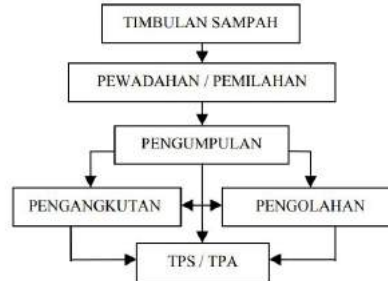 TIMBULAN SAMPAH
PEWADAHAN / PEMILAHAN
PENGUMPULAN
PENGANGKUTAN
PENGOLAHAN
TPS / TPA